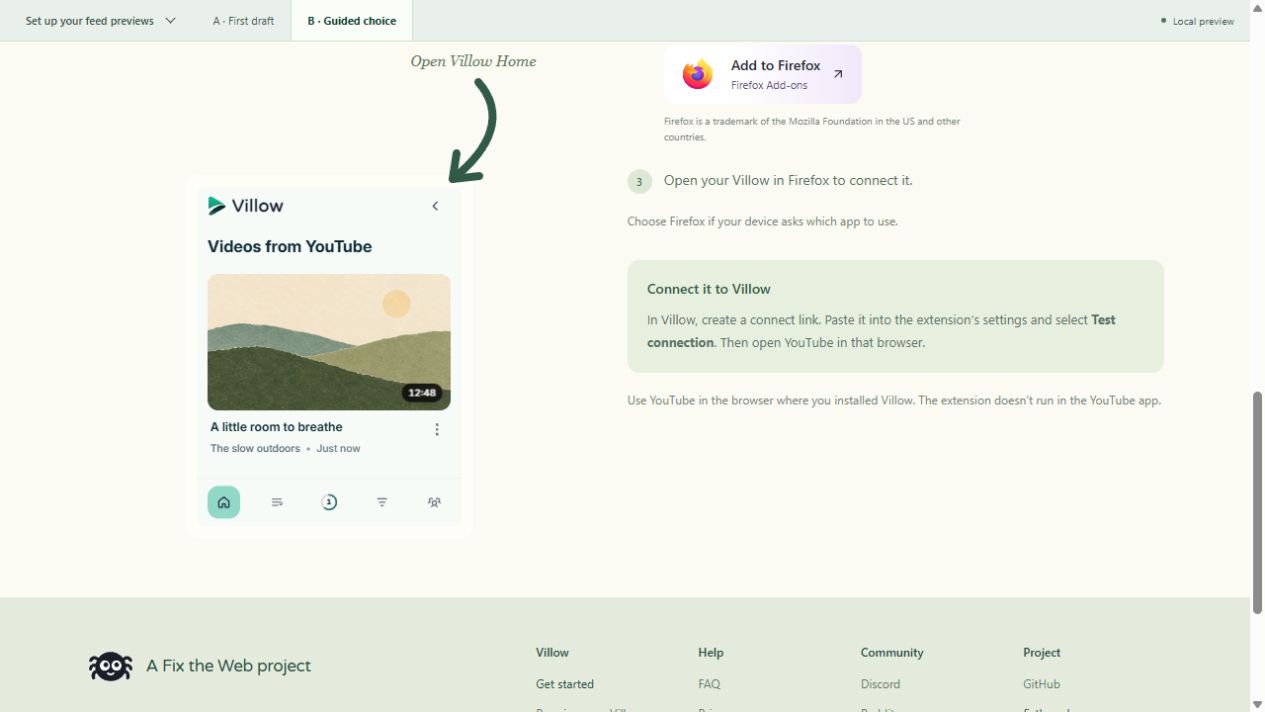 Set up your feed previews
A · First draft
B · Guided choice
Local preview
Open Villow Home
Add to Firefox
Firefox Add-ons
Firefox is a trademark of the Mozilla Foundation in the US and other
countries.
3
Open your Villow in Firefox to connect it.
Choose Firefox if your device asks which app to use.
Villow
Videos from YouTube
12:48
A little room to breathe
The slow outdoors • Just now
1
Connect it to Villow
In Villow, create a connect link. Paste it into the extension's settings and select Test
connection. Then open YouTube in that browser.
Use YouTube in the browser where you installed Villow. The extension doesn't run in the YouTube app.
A Fix the Web project
Villow
Help
Community
Project
Get started
FAQ
Discord
GitHub